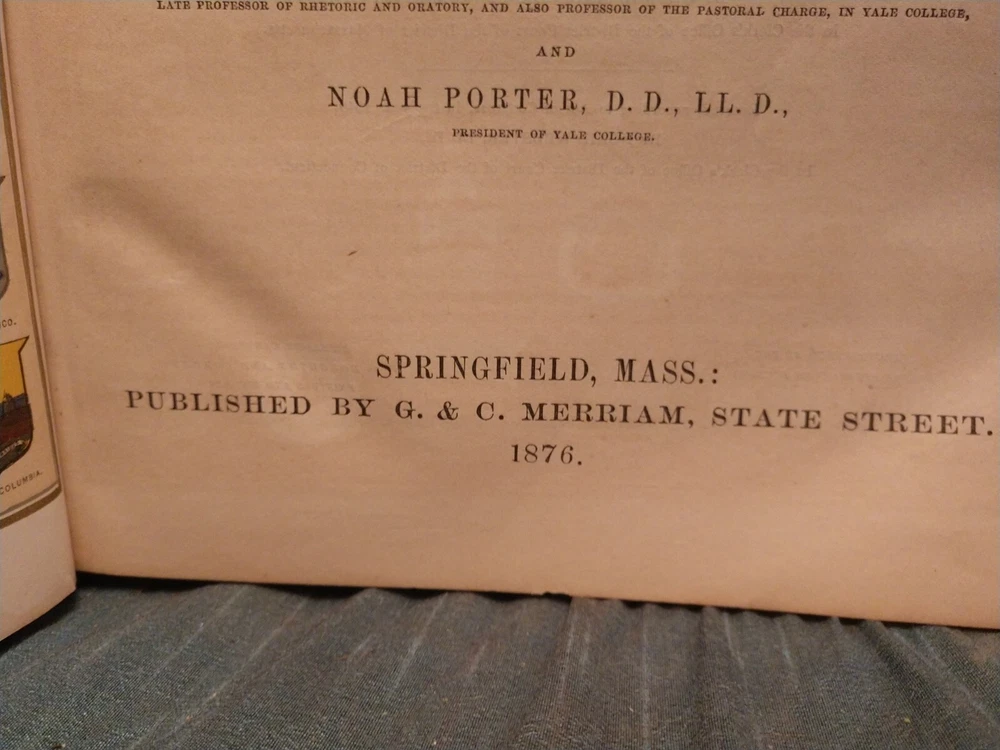 LATE PROFESSOR OF RHETORIC AND ORATORY, AND ALSO PROFESSOR OF THE PASTORAL CHARGE, IN YALE COLLEGE,
AND
NOAH PORTER, D. D., LL. D.,
PRESIDENT OF YALE COLLEGE.
SPRINGFIELD, MASS.:
PUBLISHED BY G. & C. MERRIAM, STATE STREET.
1876.
CO.
COLUMBIA.